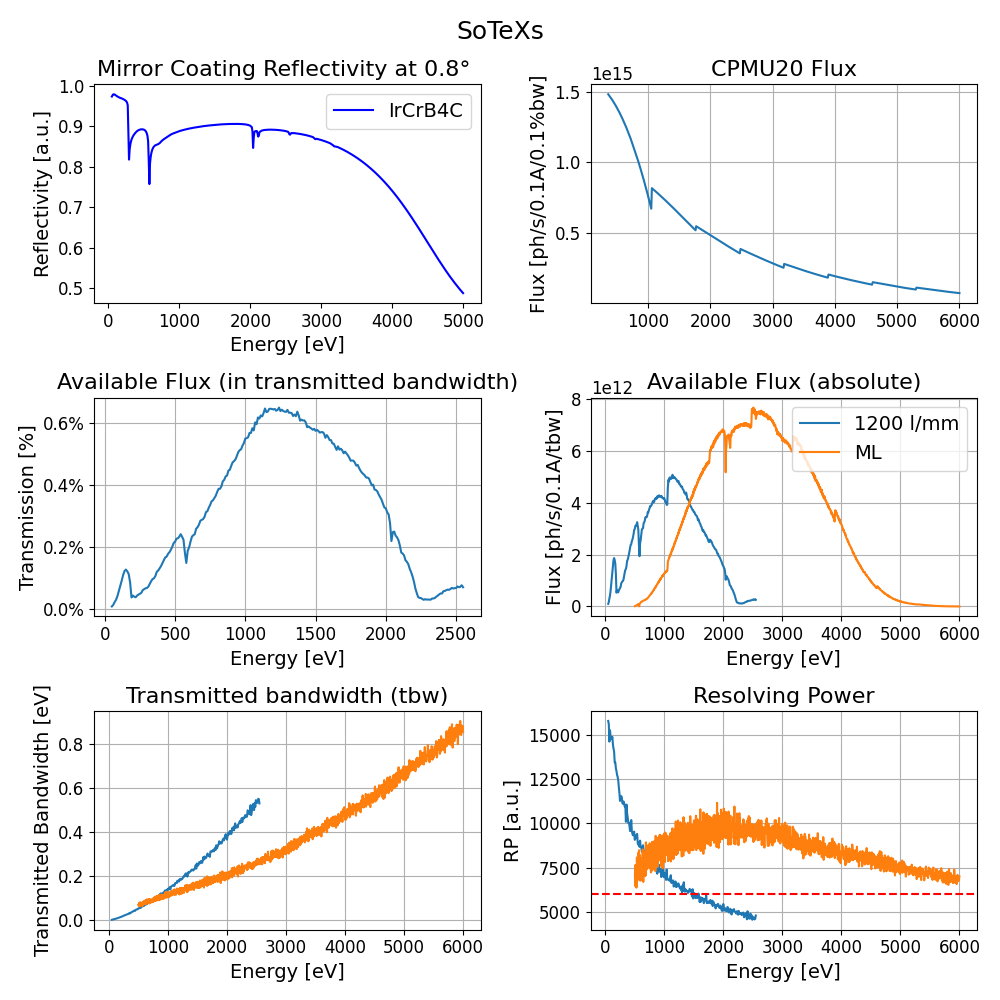 SoTeXs
Mirror Coating Reflectivity at 0.8°
Reflectivity [a.u.]
1.0
0.9
0.8
0.7
0.6
0.5
IrCrB4C
0 1000 2000 3000 4000 5000
Energy [eV]
CPMU20 Flux
1e15
Flux [ph/s/0.1A/0.1%bw]
1.5
1.0
0.5
1000 2000 3000 4000 5000 6000
Available Flux (in transmitted bandwidth)
Transmission [%]
0.6%
0.4%
0.2%
0.0%
0 500 1000 1500 2000 2500
Energy [eV]
Available Flux (absolute)
1e12
Flux [ph/s/0.1A/tbw]
8
6
4
2
0
1200 l/mm
ML
0 1000 2000 3000 4000 5000 6000
Energy [eV]
Transmitted bandwidth (tbw)
Transmitted Bandwidth [eV]
0.8
0.6
0.4
0.2
0.0
0 1000 2000 3000 4000 5000 6000
Energy [eV]
Resolving Power
RP [a.u.]
15000
12500
10000
7500
5000
0 1000 2000 3000 4000 5000 6000
Energy [eV]